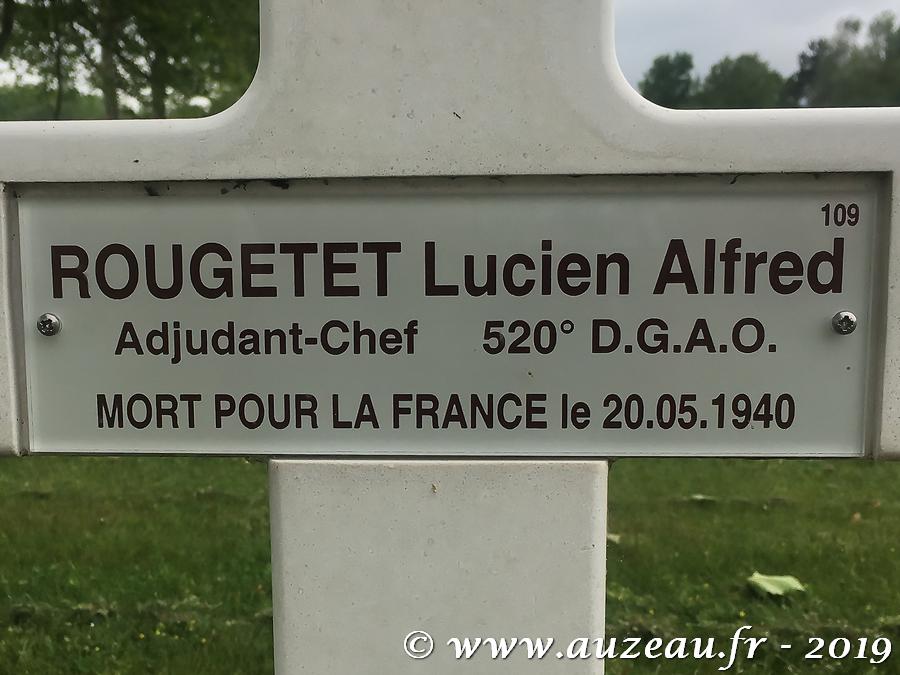 109
ROUGETET Lucien Alfred
Adjudant-Chef 520° D.G.A.O.
MORT POUR LA FRANCE le 20.05.1940
© www.auzeau.fr - 2019